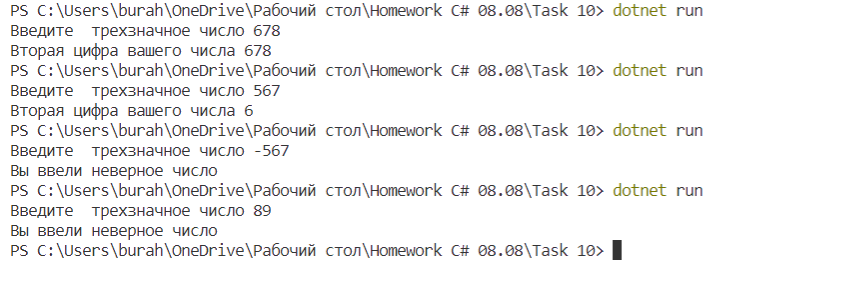 PS C:\Users\burah\OneDrive\Рабочий стол\Homework C# 08.08\Task 10> dotnet run
Введите  трехзначное число 678
Вторая цифра вашего числа 678
PS C:\Users\burah\OneDrive\Рабочий стол\Homework C# 08.08\Task 10> dotnet run
Введите  трехзначное число 567
Вторая цифра вашего числа 6
PS C:\Users\burah\OneDrive\Рабочий стол\Homework C# 08.08\Task 10> dotnet run
Введите  трехзначное число -567
Вы ввели неверное число
PS C:\Users\burah\OneDrive\Рабочий стол\Homework C# 08.08\Task 10> dotnet run
Введите  трехзначное число 89
Вы ввели неверное число
PS C:\Users\burah\OneDrive\Рабочий стол\Homework C# 08.08\Task 10>